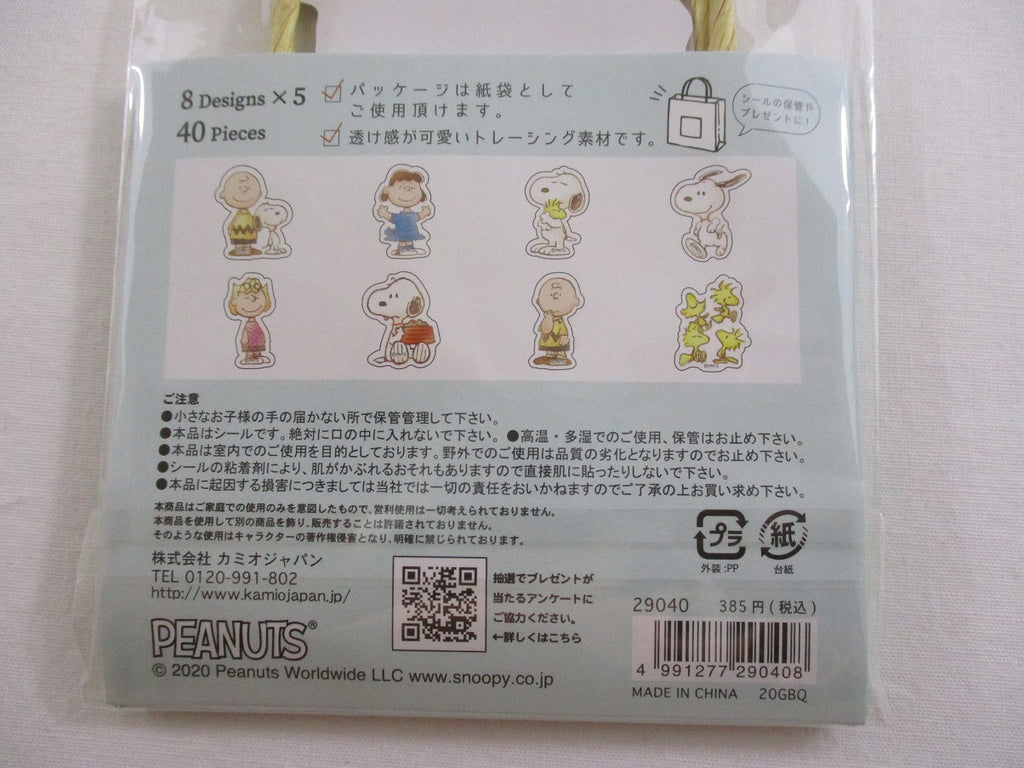 8 Designs × 5
40 Pieces
パッケージは紙袋として
ご使用頂けます。
透け感が可愛いトレーシング素材です。
シールの保管や
プレゼントに!
ご注意
●小さなお子様の手の届かない所で保管管理して下さい。
●本品はシールです。絶対に口の中に入れないで下さい。●高温・多湿でのご使用、保管はお止め下さい。
●本品は室内でのご使用を目的としております。野外でのご使用は品質の劣化となりますのでお止め下さい。
●シールの粘着剤により、肌がかぶれるおそれもありますので直接肌に貼ったりしないで下さい。
●本品に起因する損害につきましては当社では一切の責任をおいかねますのでご了承の上お買い求め下さい。
本商品はご家庭での使用のみを意図したもので、営利使用は一切考えられておりません。
本商品を使用して別の商品を飾り、販売することは許諾されておりません。
そのような使用はキャラクターの著作権侵害となり、明確に禁じられております。
株式会社 カミオジャパン
TEL 0120-991-802
http://www.kamiojapan.jp/
PEANUTS®
© 2020 Peanuts Worldwide LLC www.snoopy.co.jp
抽選でプレゼントが
当たるアンケートに
ご協力ください。
←詳しくはこちら
プラ
外装:PP
紙
台紙
29040 385円(税込)
4 991277 290408
MADE IN CHINA 20GBQ